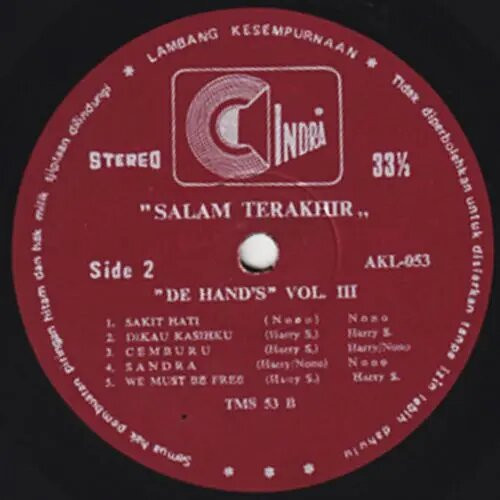 * LAMBANG KESEMPURNAAN *
INDRA
STEREO
33⅓
"SALAM TERAKHIR„
Side 2
AKL-053
"DE HAND'S" VOL. III
1. SAKIT HATI (Nono) Nono
2. DIKAU KASIHKU (Harry S.) Harry S.
3. CEMBURU (Harry S.) Harry/Nono
4. SANDRA (Harry/Nono) Nono
5. WE MUST BE FREE (Harry S.) Harry S.
TMS 53 B
Semua hak pembuatan piringan hitam dan hak milik ciptaan dilindungi
Tidak diperbolehkan untuk disiarkan tanpa izin lebih dahulu
* * * *